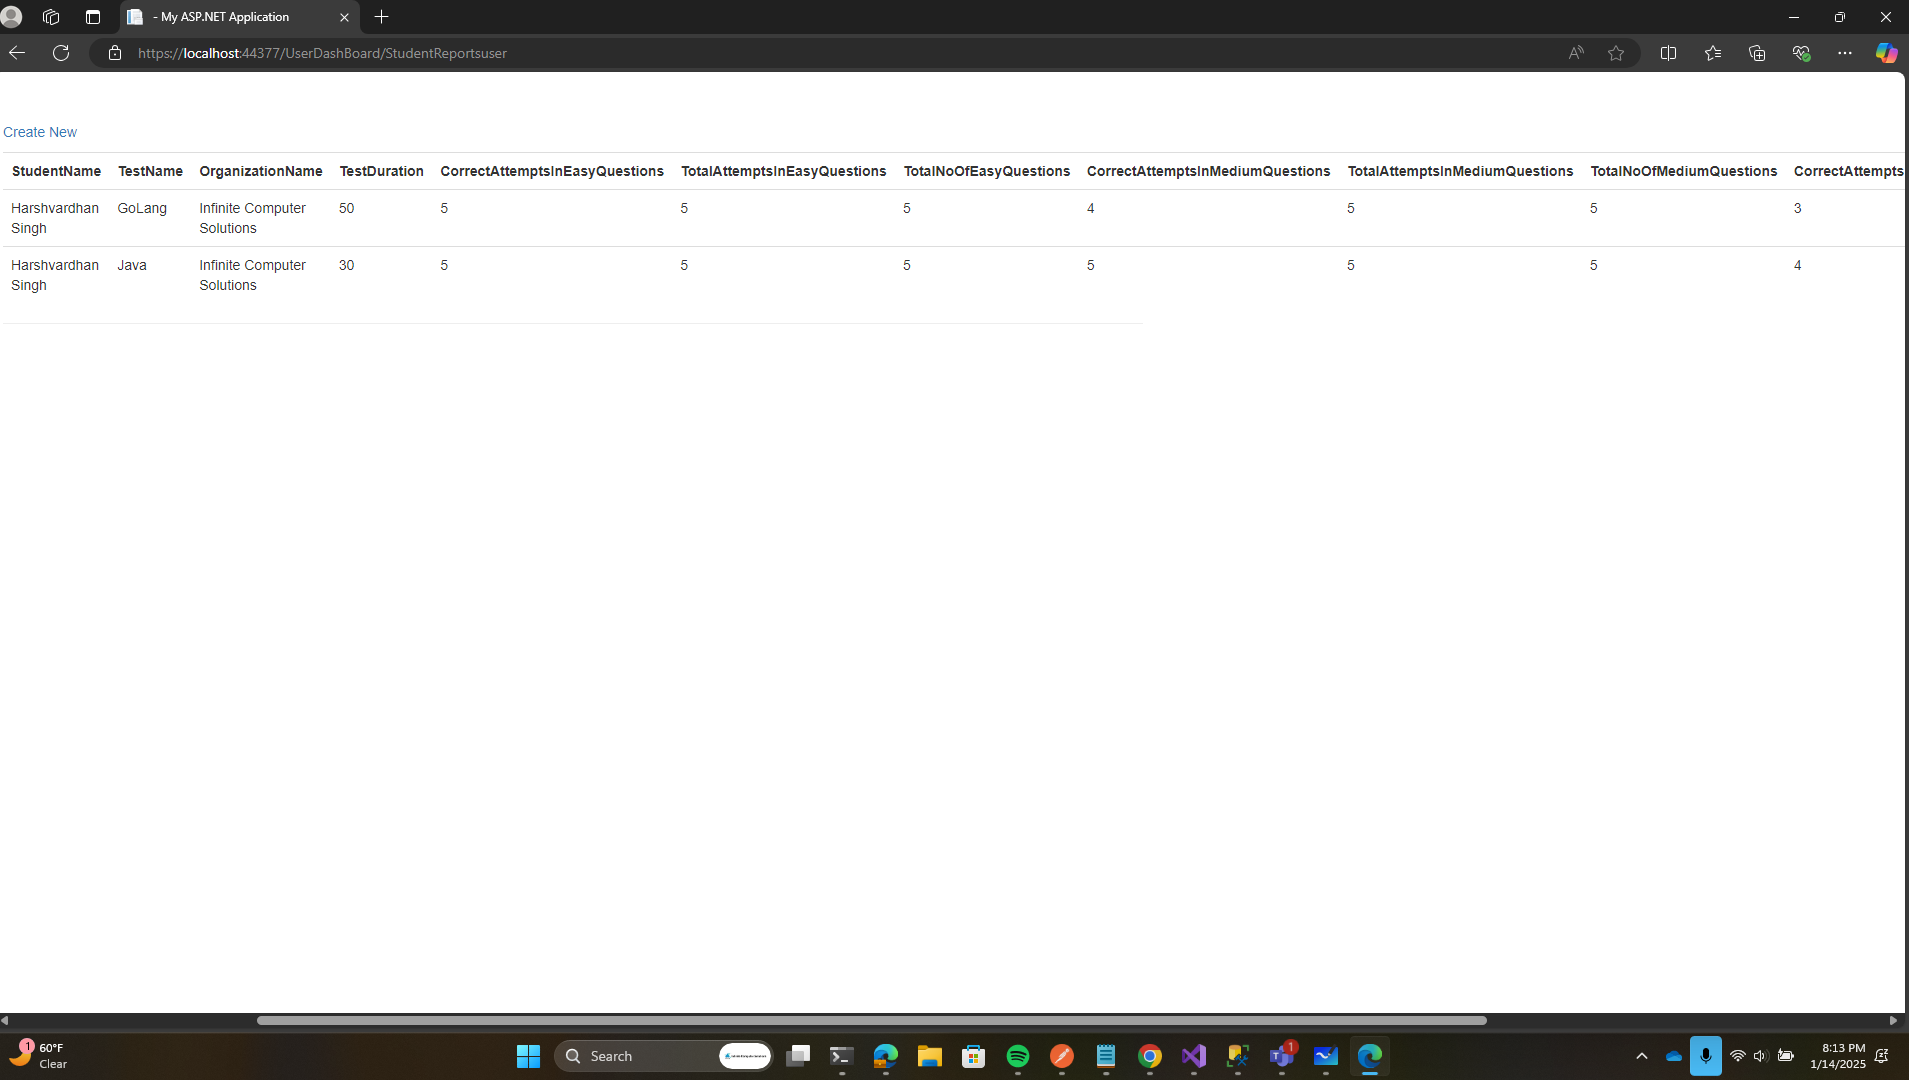 - My ASP.NET Application
https://localhost:44377/UserDashBoard/StudentReportsuser
Create New
StudentName TestName OrganizationName TestDuration CorrectAttemptsInEasyQuestions TotalAttemptsInEasyQuestions TotalNoOfEasyQuestions CorrectAttemptsInMediumQuestions TotalAttemptsInMediumQuestions TotalNoOfMediumQuestions CorrectAttempts
Harshvardhan GoLang Infinite Computer 50 5 5 5 4 5 5 3
Singh Solutions
Harshvardhan Java Infinite Computer 30 5 5 5 5 5 5 4
Singh Solutions
1 60°F
Clear
Search
1
8:13 PM
1/14/2025